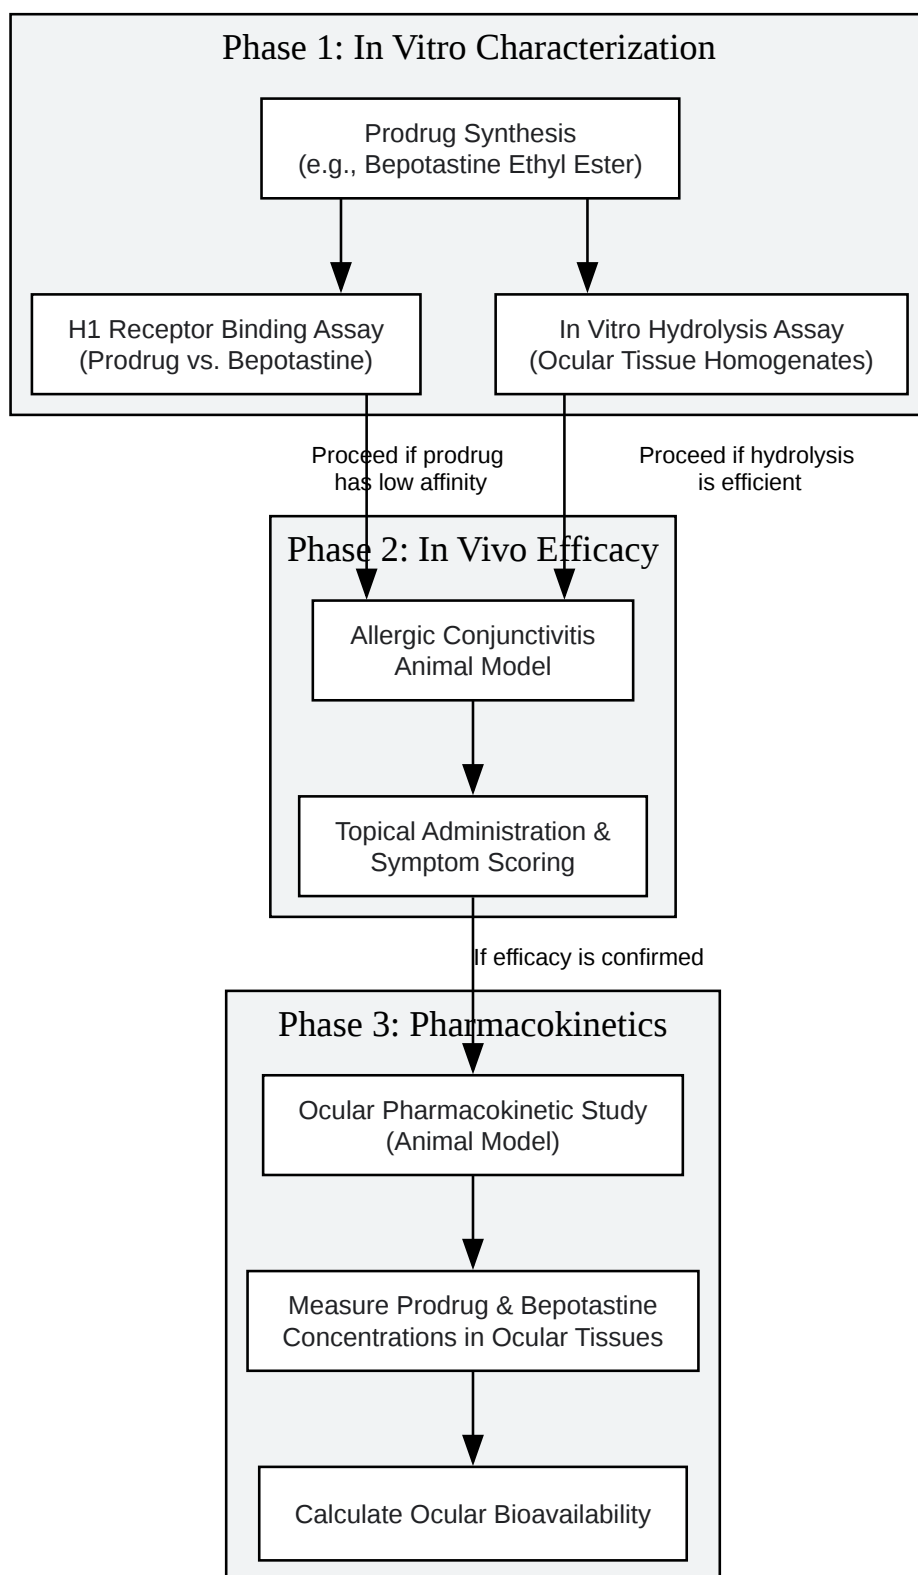 Phase 1: In Vitro Characterization
Prodrug Synthesis
(e.g., Bepotastine Ethyl Ester)
H1 Receptor Binding Assay
(Prodrug vs. Bepotastine)
In Vitro Hydrolysis Assay
(Ocular Tissue Homogenates)
Proceed if prodrug
has low affinity
Proceed if hydrolysis
is efficient
Phase 2: In Vivo Efficacy
Allergic Conjunctivitis
Animal Model
Topical Administration &
Symptom Scoring
If efficacy is confirmed
Phase 3: Pharmacokinetics
Ocular Pharmacokinetic Study
(Animal Model)
Measure Prodrug & Bepotastine
Concentrations in Ocular Tissues
Calculate Ocular Bioavailability